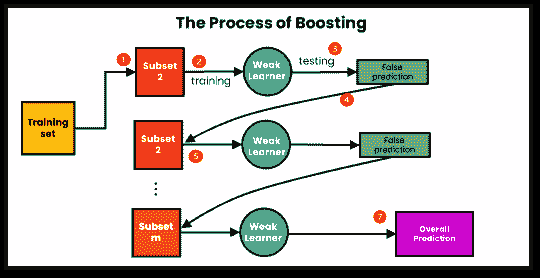 The Process of Boosting
1
Subset
2
2
training
Weak
Learner
3
testing
False
prediction
4
Training
set
Subset
2
5
Weak
Learner
False
prediction
...
Subset
m
Weak
Learner
7
Overall
Prediction